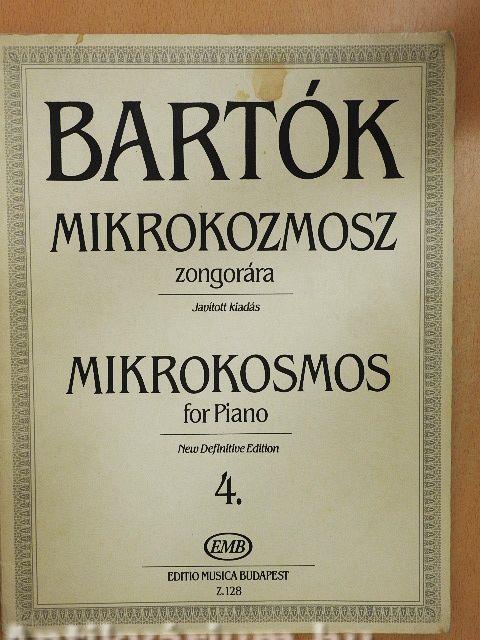 BARTÓK
MIKROKOZMOSZ
zongorára
Javított kiadás
MIKROKOSMOS
for Piano
New Definitive Edition
4.
EMB
EDITIO MUSICA BUDAPEST
Z.128